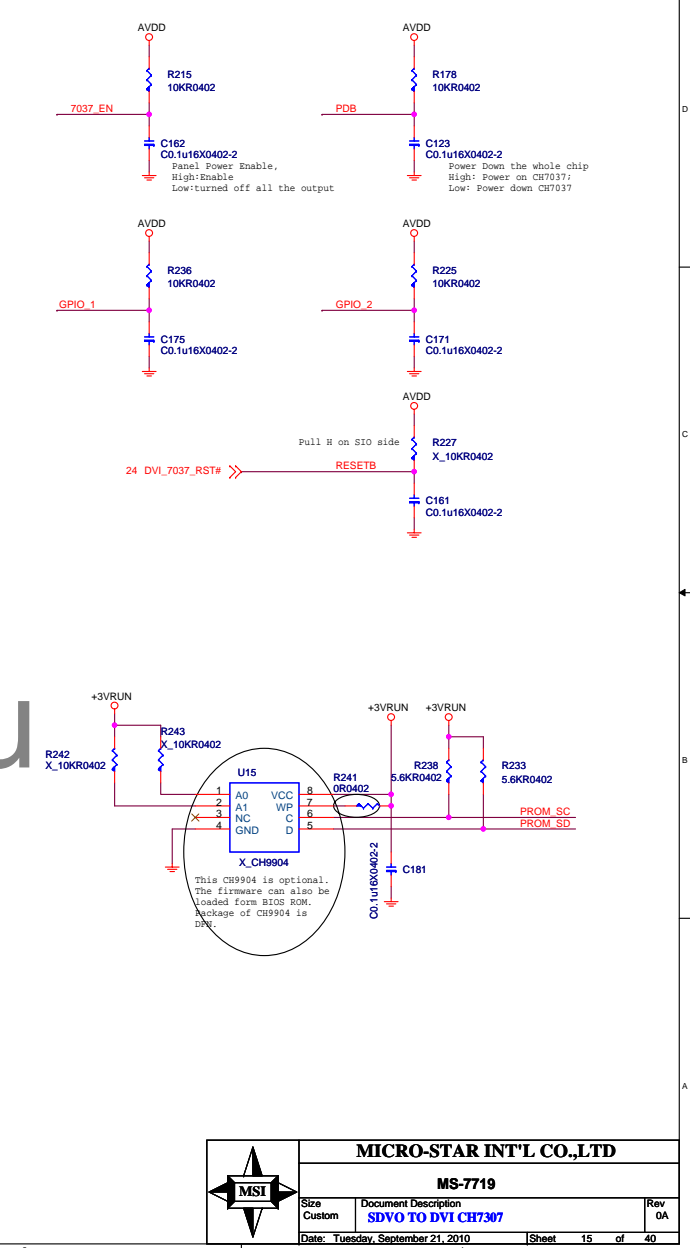 AVDD
R215
10KR0402
7037_EN
C162
C0.1u16X0402-2
Panel Power Enable,
High:Enable
Low:turned off all the output
AVDD
R178
10KR0402
PDB
C123
C0.1u16X0402-2
Power Down the whole chip
High: Power on CH7037;
Low: Power down CH7037
D
AVDD
R236
10KR0402
GPIO_1
C175
C0.1u16X0402-2
AVDD
R225
10KR0402
GPIO_2
C171
C0.1u16X0402-2
AVDD
Pull H on SIO side
R227
X_10KR0402
24 DVI_7037_RST#
RESETB
C161
C0.1u16X0402-2
C
u
+3VRUN
R242
X_10KR0402
R243
X_10KR0402
U15
1 A0 VCC 8
2 A1 WP 7
3 NC C 6
4 GND D 5
X_CH9904
This CH9904 is optional.
The firmware can also be
loaded form BIOS ROM.
Package of CH9904 is
DFN.
R241
0R0402
+3VRUN
+3VRUN
R238
5.6KR0402
R233
5.6KR0402
PROM_SC
PROM_SD
C0.1u16X0402-2
C181
B
A
MSI
MICRO-STAR INT'L CO.,LTD
MS-7719
Size
Custom
Document Description
SDVO TO DVI CH7307
Rev
0A
Date: Tuesday, September 21, 2010
Sheet 15 of 40